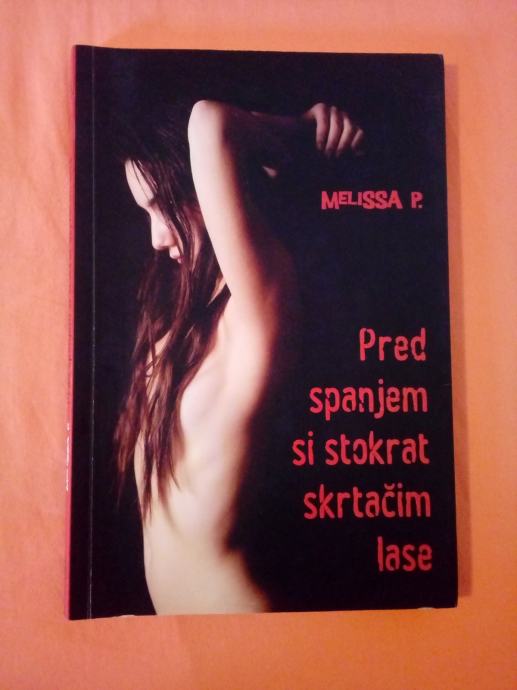 MELISSA P.
Pred
spanjem
si stokrat
skrtačim
lase